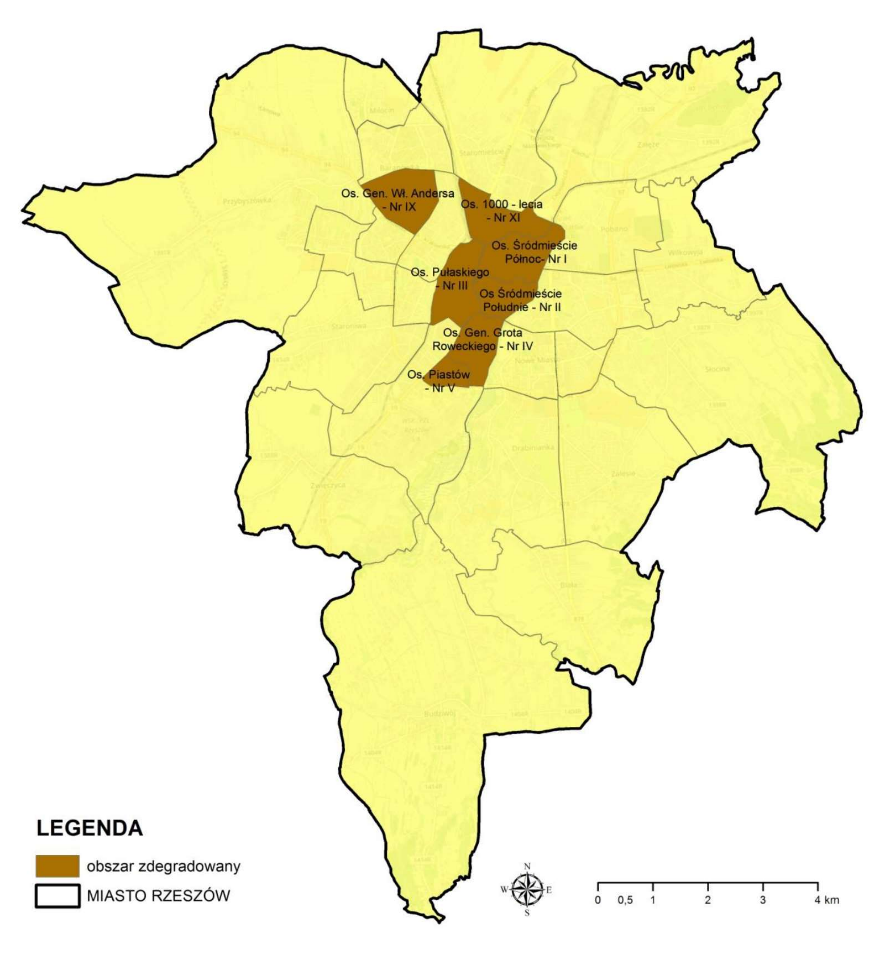 Os. Gen. Wł. Andersa
- Nr IX
Os. 1000 - lecia
- Nr XI
Os. Śródmieście
Północ- Nr I
Os. Pułaskiego
- Nr III
Os Śródmieście
Południe - Nr II
Os. Gen. Grota
Roweckiego - Nr IV
Os. Piastów
- Nr V
LEGENDA
obszar zdegradowany
MIASTO RZESZÓW
N
W E
S
0 0,5 1 2 3 4 km